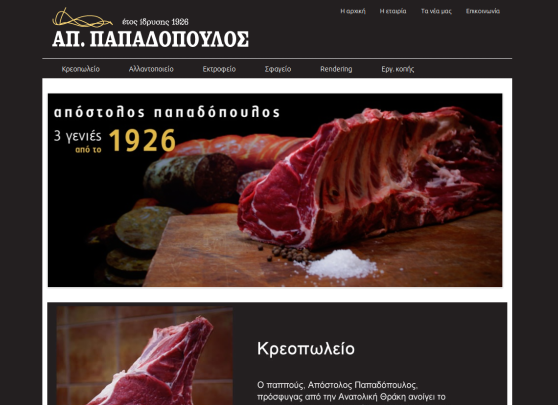 Η αρχική Η εταιρία Τα νέα μας Επικοινωνία
έτος ίδρυσης 1926
ΑΠ. ΠΑΠΑΔΟΠΟΥΛΟΣ
Κρεοπωλείο Αλλαντοποιείο Εκτροφείο Σφαγείο Rendering Εργ. κοπής
απόστολος παπαδόπουλος
3 γενιές
από το 1926
Κρεοπωλείο
Ο παππούς, Απόστολος Παπαδόπουλος,
πρόσφυγας από την Ανατολική Θράκη ανοίγει το